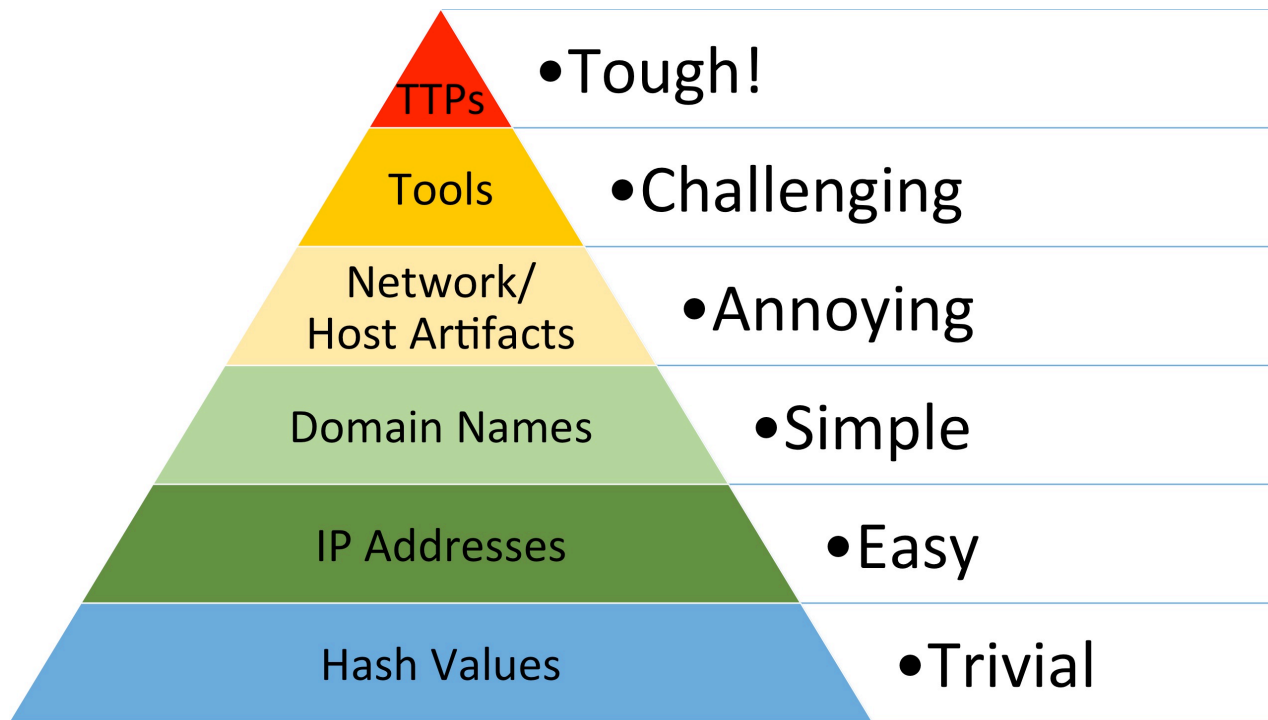 TTPs
•Tough!
Tools
•Challenging
Network/
Host Artifacts
•Annoying
Domain Names
•Simple
IP Addresses
•Easy
Hash Values
•Trivial